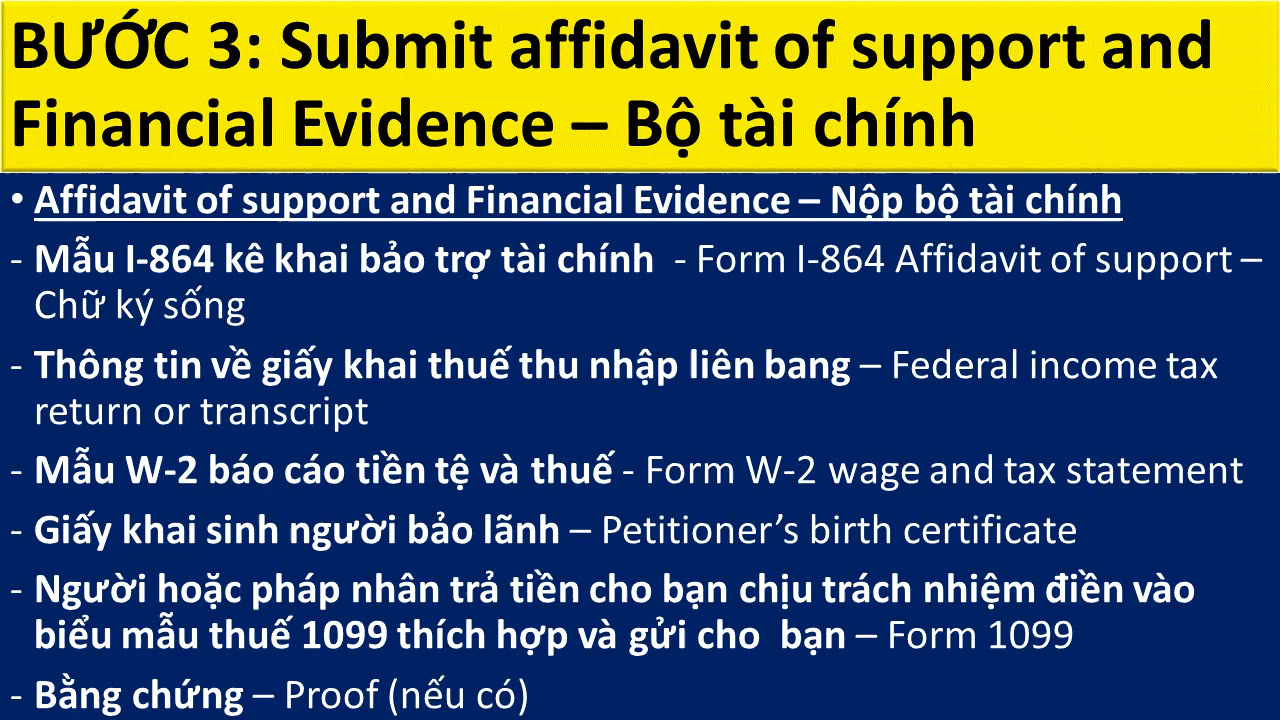 BƯỚC 3: Submit affidavit of support and
Financial Evidence – Bộ tài chính
• Affidavit of support and Financial Evidence – Nộp bộ tài chính
- Mẫu I-864 kê khai bảo trợ tài chính  - Form I-864 Affidavit of support –
Chữ ký sống
- Thông tin về giấy khai thuế thu nhập liên bang – Federal income tax
return or transcript
- Mẫu W-2 báo cáo tiền tệ và thuế - Form W-2 wage and tax statement
- Giấy khai sinh người bảo lãnh – Petitioner’s birth certificate
- Người hoặc pháp nhân trả tiền cho bạn chịu trách nhiệm điền vào
biểu mẫu thuế 1099 thích hợp và gửi cho  bạn – Form 1099
- Bằng chứng – Proof (nếu có)